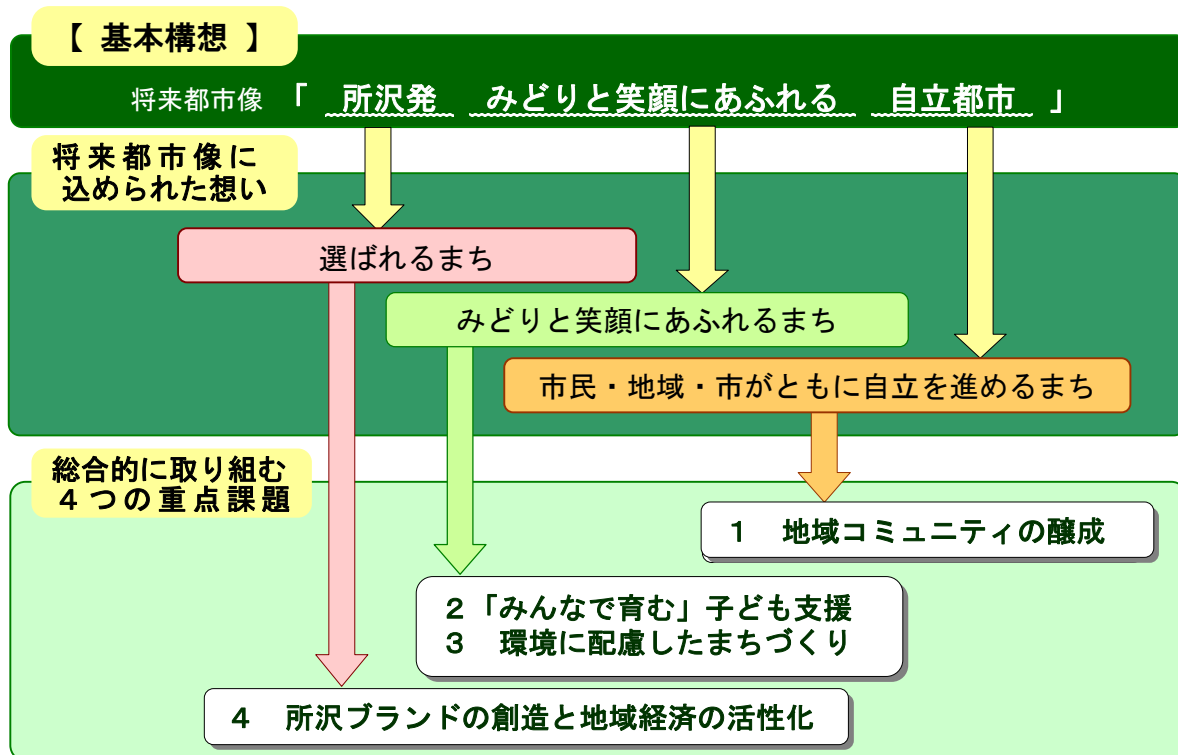 【 基本構想 】
将来都市像 「 所沢発 みどりと笑顔にあふれる 自立都市 」
将来都市像に
込められた想い
選ばれるまち
みどりと笑顔にあふれるまち
市民・地域・市がともに自立を進めるまち
総合的に取り組む
４つの重点課題
１ 地域コミュニティの醸成
２「みんなで育む」子ども支援
３ 環境に配慮したまちづくり
４ 所沢ブランドの創造と地域経済の活性化